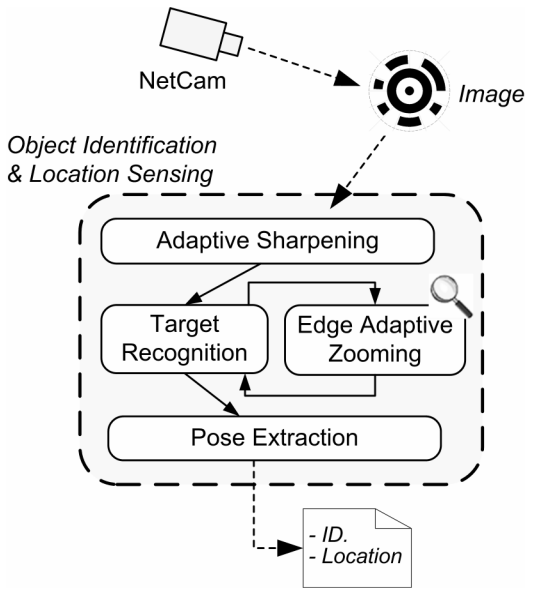 NetCam
Image
Object Identification
& Location Sensing
Adaptive Sharpening
Target
Recognition
Edge Adaptive
Zooming
Pose Extraction
- ID.
- Location